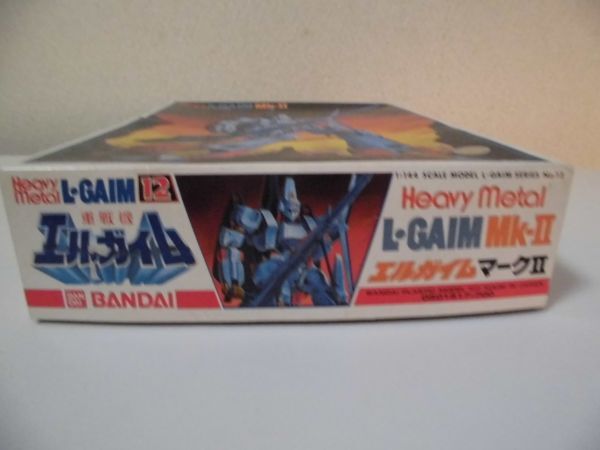 L-GAIM Mk-II
1:144 SCALE MODEL L-GAIM SERIES No.12
Heavy Metal L·GAIM 12
重戦機
エルガイム
BANDAI
Heavy Metal
L·GAIM Mk-II
エルガイム マークII